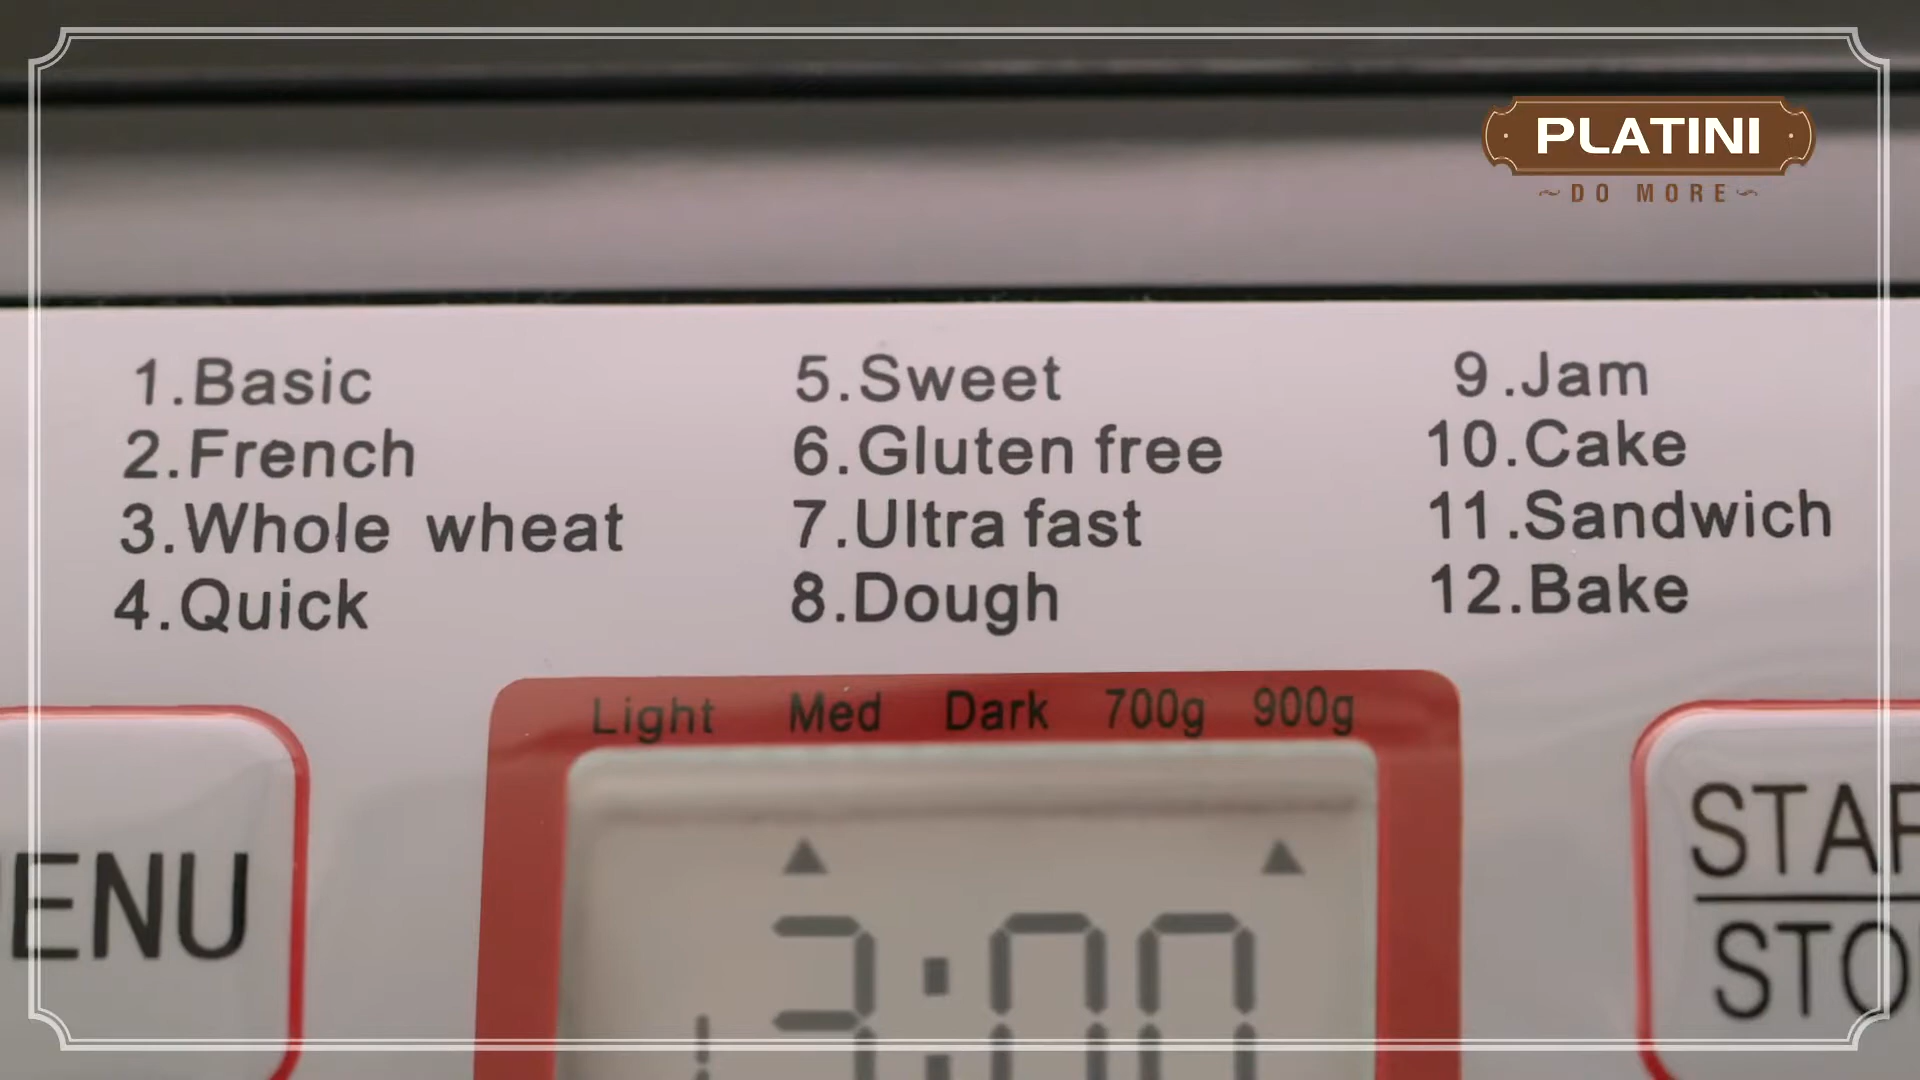 PLATINI
~DO MORE~
1.Basic
2.French
3.Whole wheat
4.Quick
5.Sweet
6.Gluten free
7.Ultra fast
8.Dough
9.Jam
10.Cake
11.Sandwich
12.Bake
Light Med Dark 700g 900g
ENU
3:00
STAR
STO